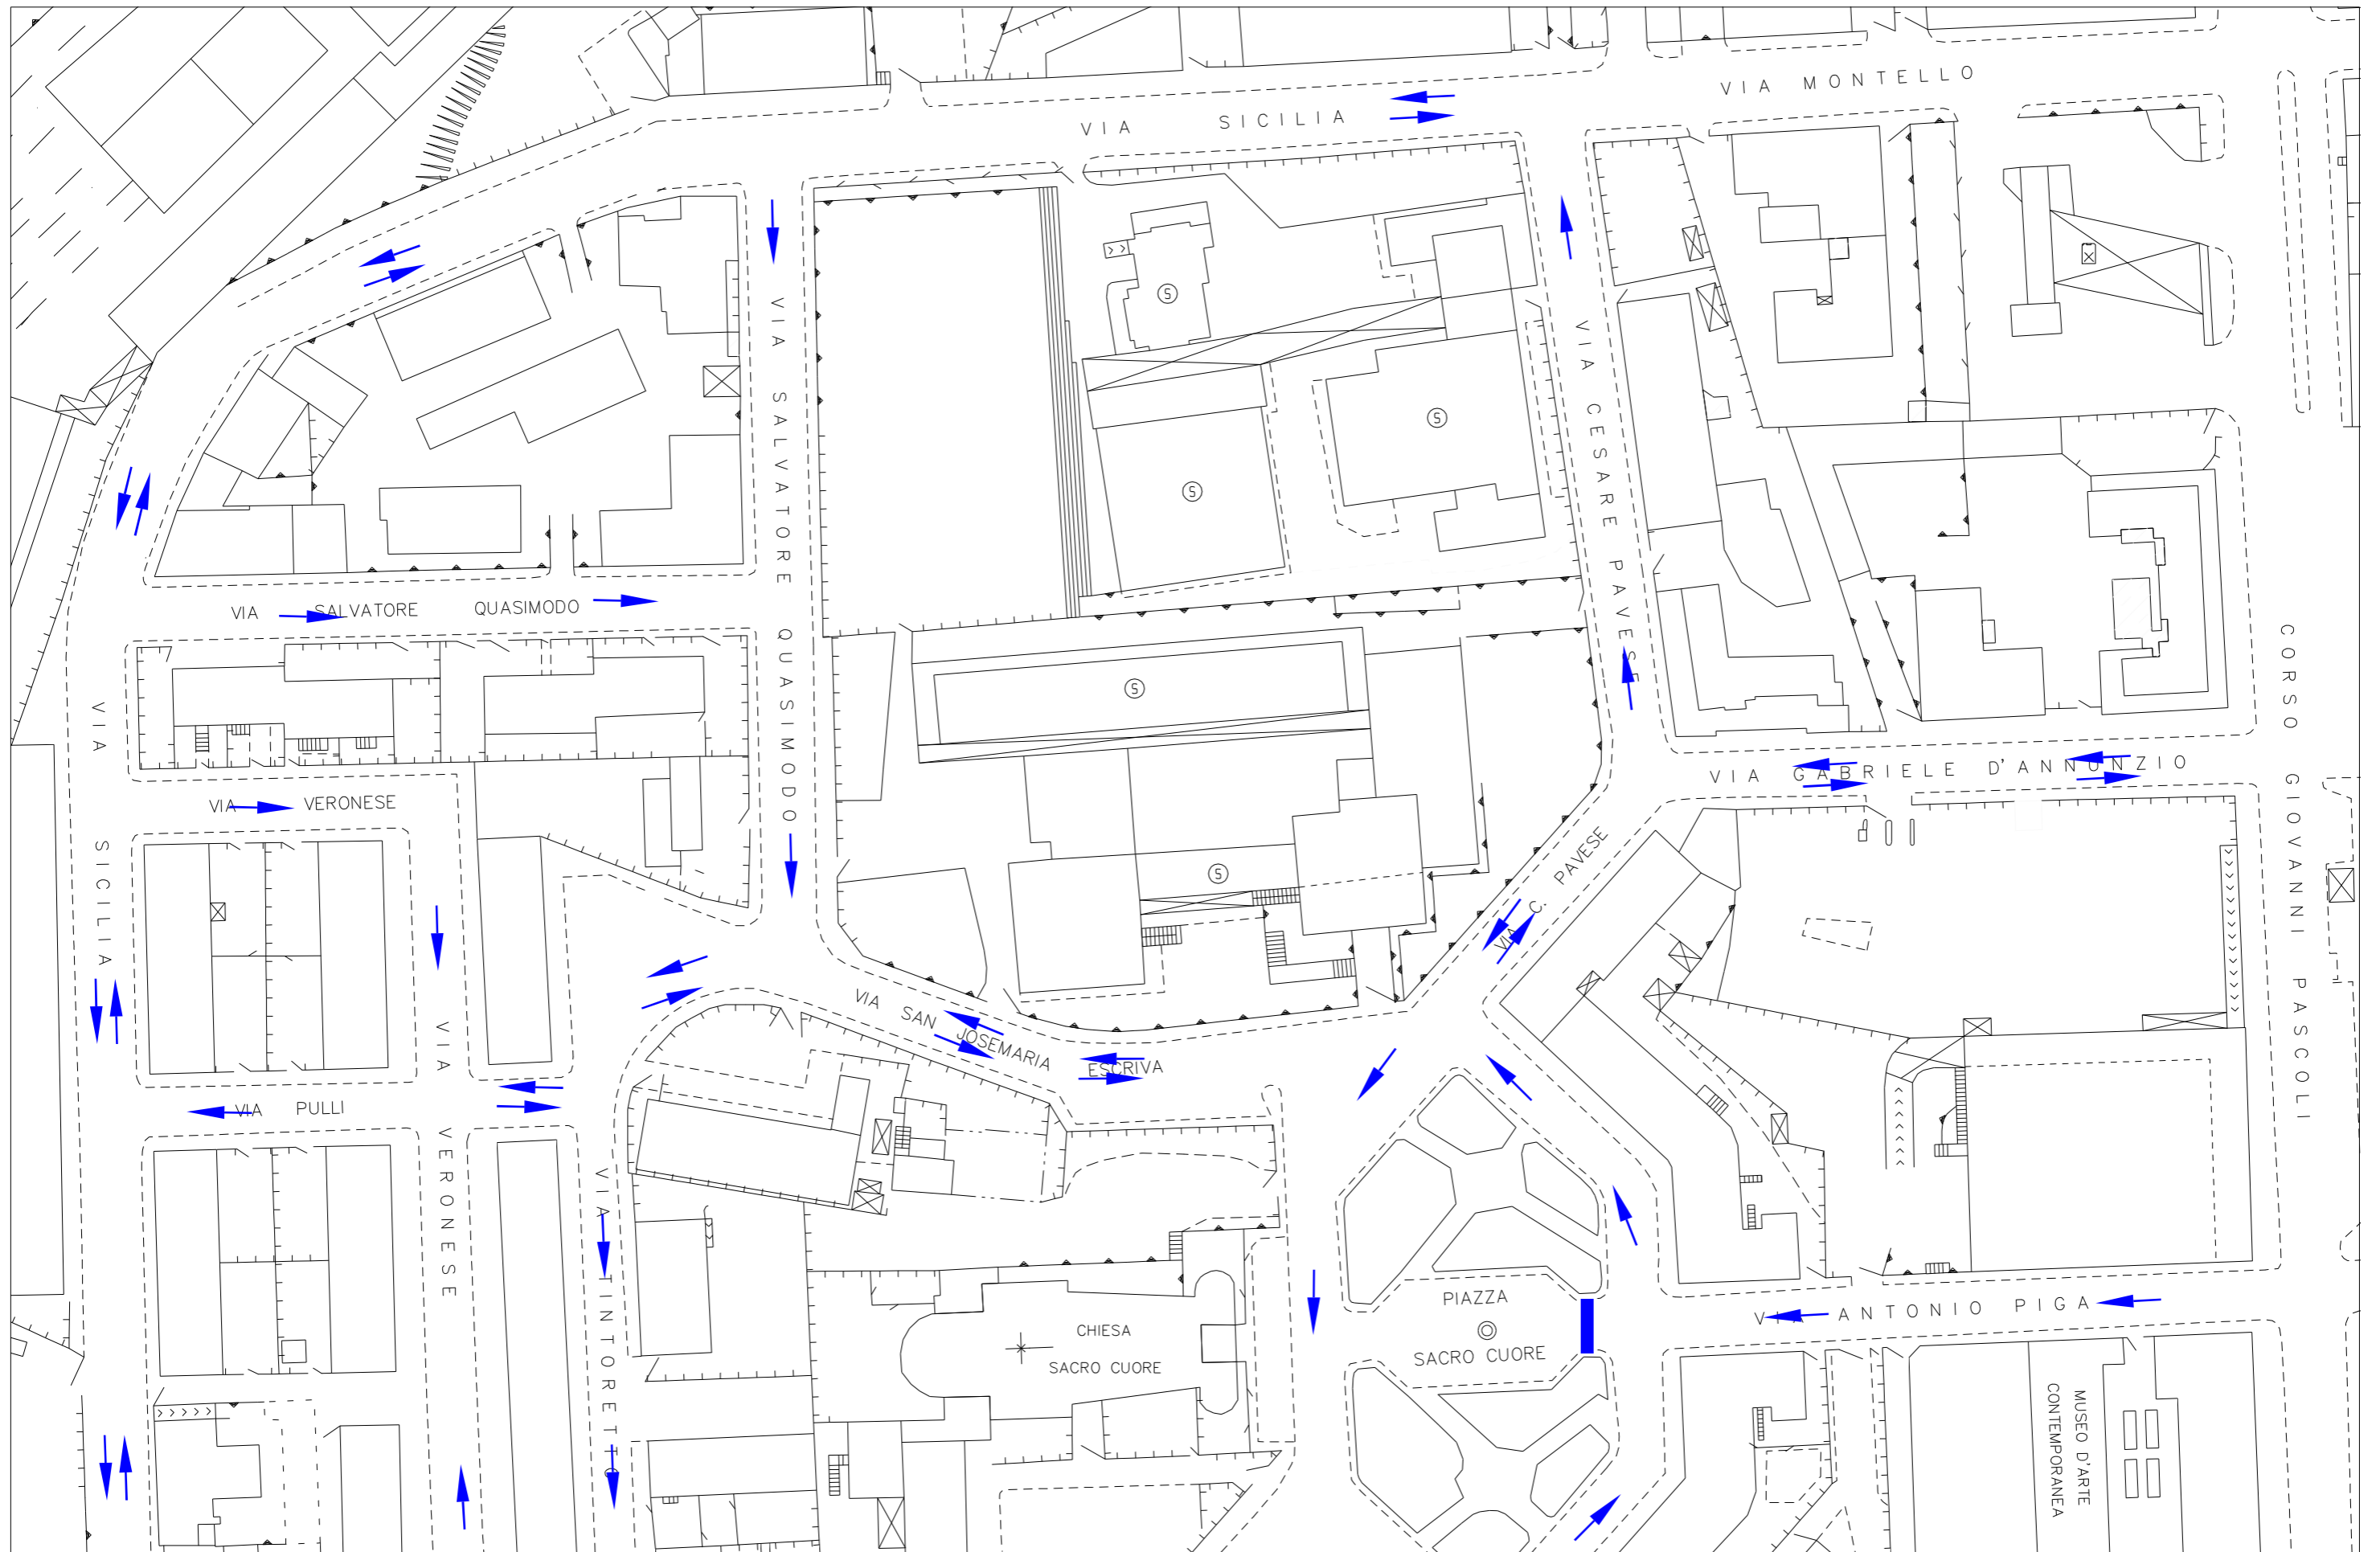 VIA MONTELLO
VIA SICILIA
S
VIA SALVATORE QUASIMODO
VIA CESARE PAVESE
S
S
VIA SALVATORE QUASIMODO
CORSO GIOVANNI PASCOLI
S
VIA SICILIA
VIA GABRIELE D'ANNUNZIO
VIA VERONESE
VIA C. PAVESE
S
VIA SAN JOSEMARIA ESCRIVA
VIA VERONESE
VIA PULLI
VIA TINTORETTO
PIAZZA
SACRO CUORE
VIA ANTONIO PIGA
CHIESA
SACRO CUORE
MUSEO D'ARTE
CONTEMPORANEA